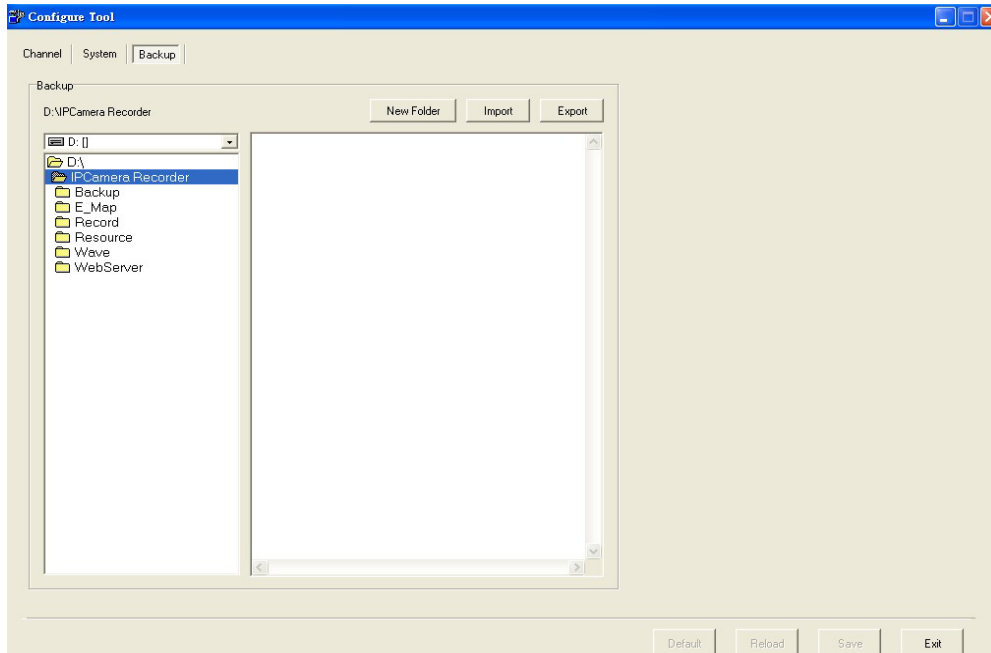 Configure Tool
Channel System Backup
Backup
D:\IPCamera Recorder New Folder Import Export
D: []
D:\
IPCamera Recorder
Backup
E_Map
Record
Resource
Wave
WebServer
Default Reload Save Exit